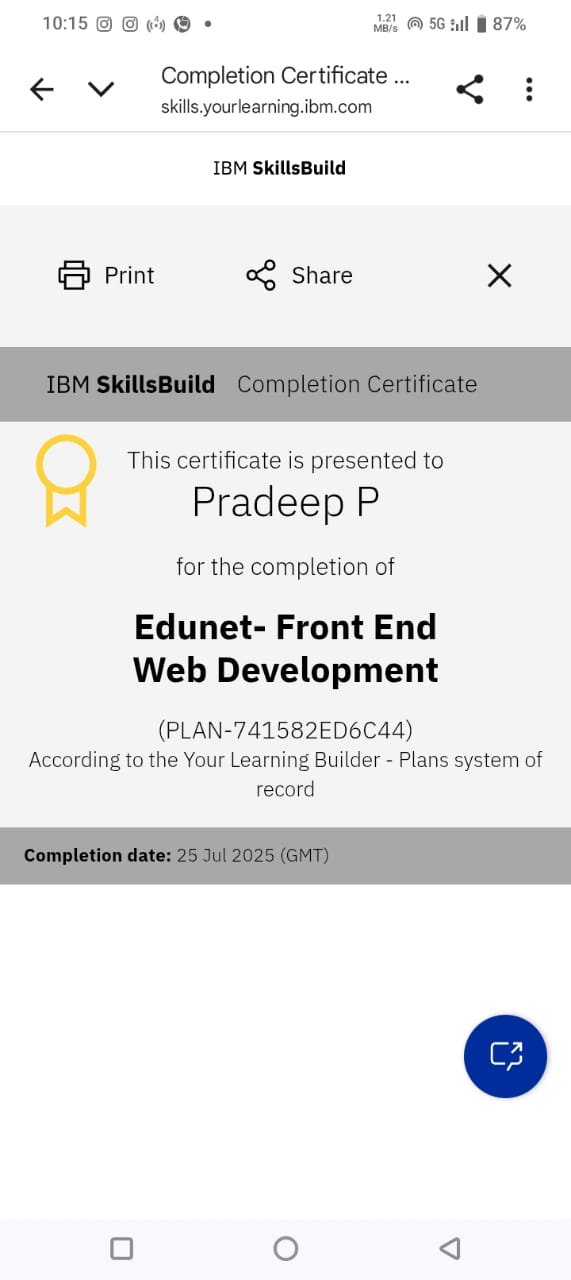 10:15
1.21 MB/s 5G 87%
Completion Certificate ...
skills.yourlearning.ibm.com
IBM SkillsBuild
Print Share
IBM SkillsBuild Completion Certificate
This certificate is presented to
Pradeep P
for the completion of
Edunet- Front End
Web Development
(PLAN-741582ED6C44)
According to the Your Learning Builder - Plans system of
record
Completion date: 25 Jul 2025 (GMT)